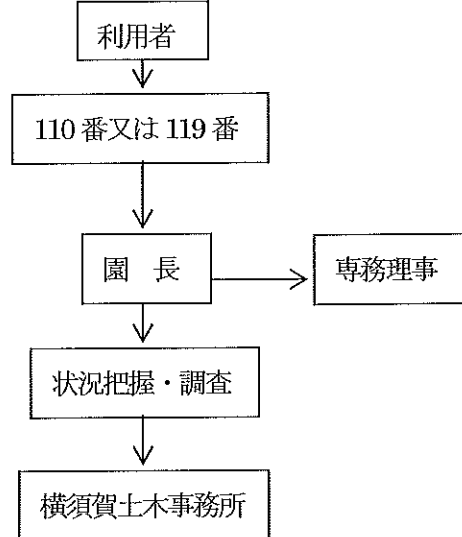 利用者
110番又は119番
園　長
専務理事
状況把握・調査
横須賀土木事務所